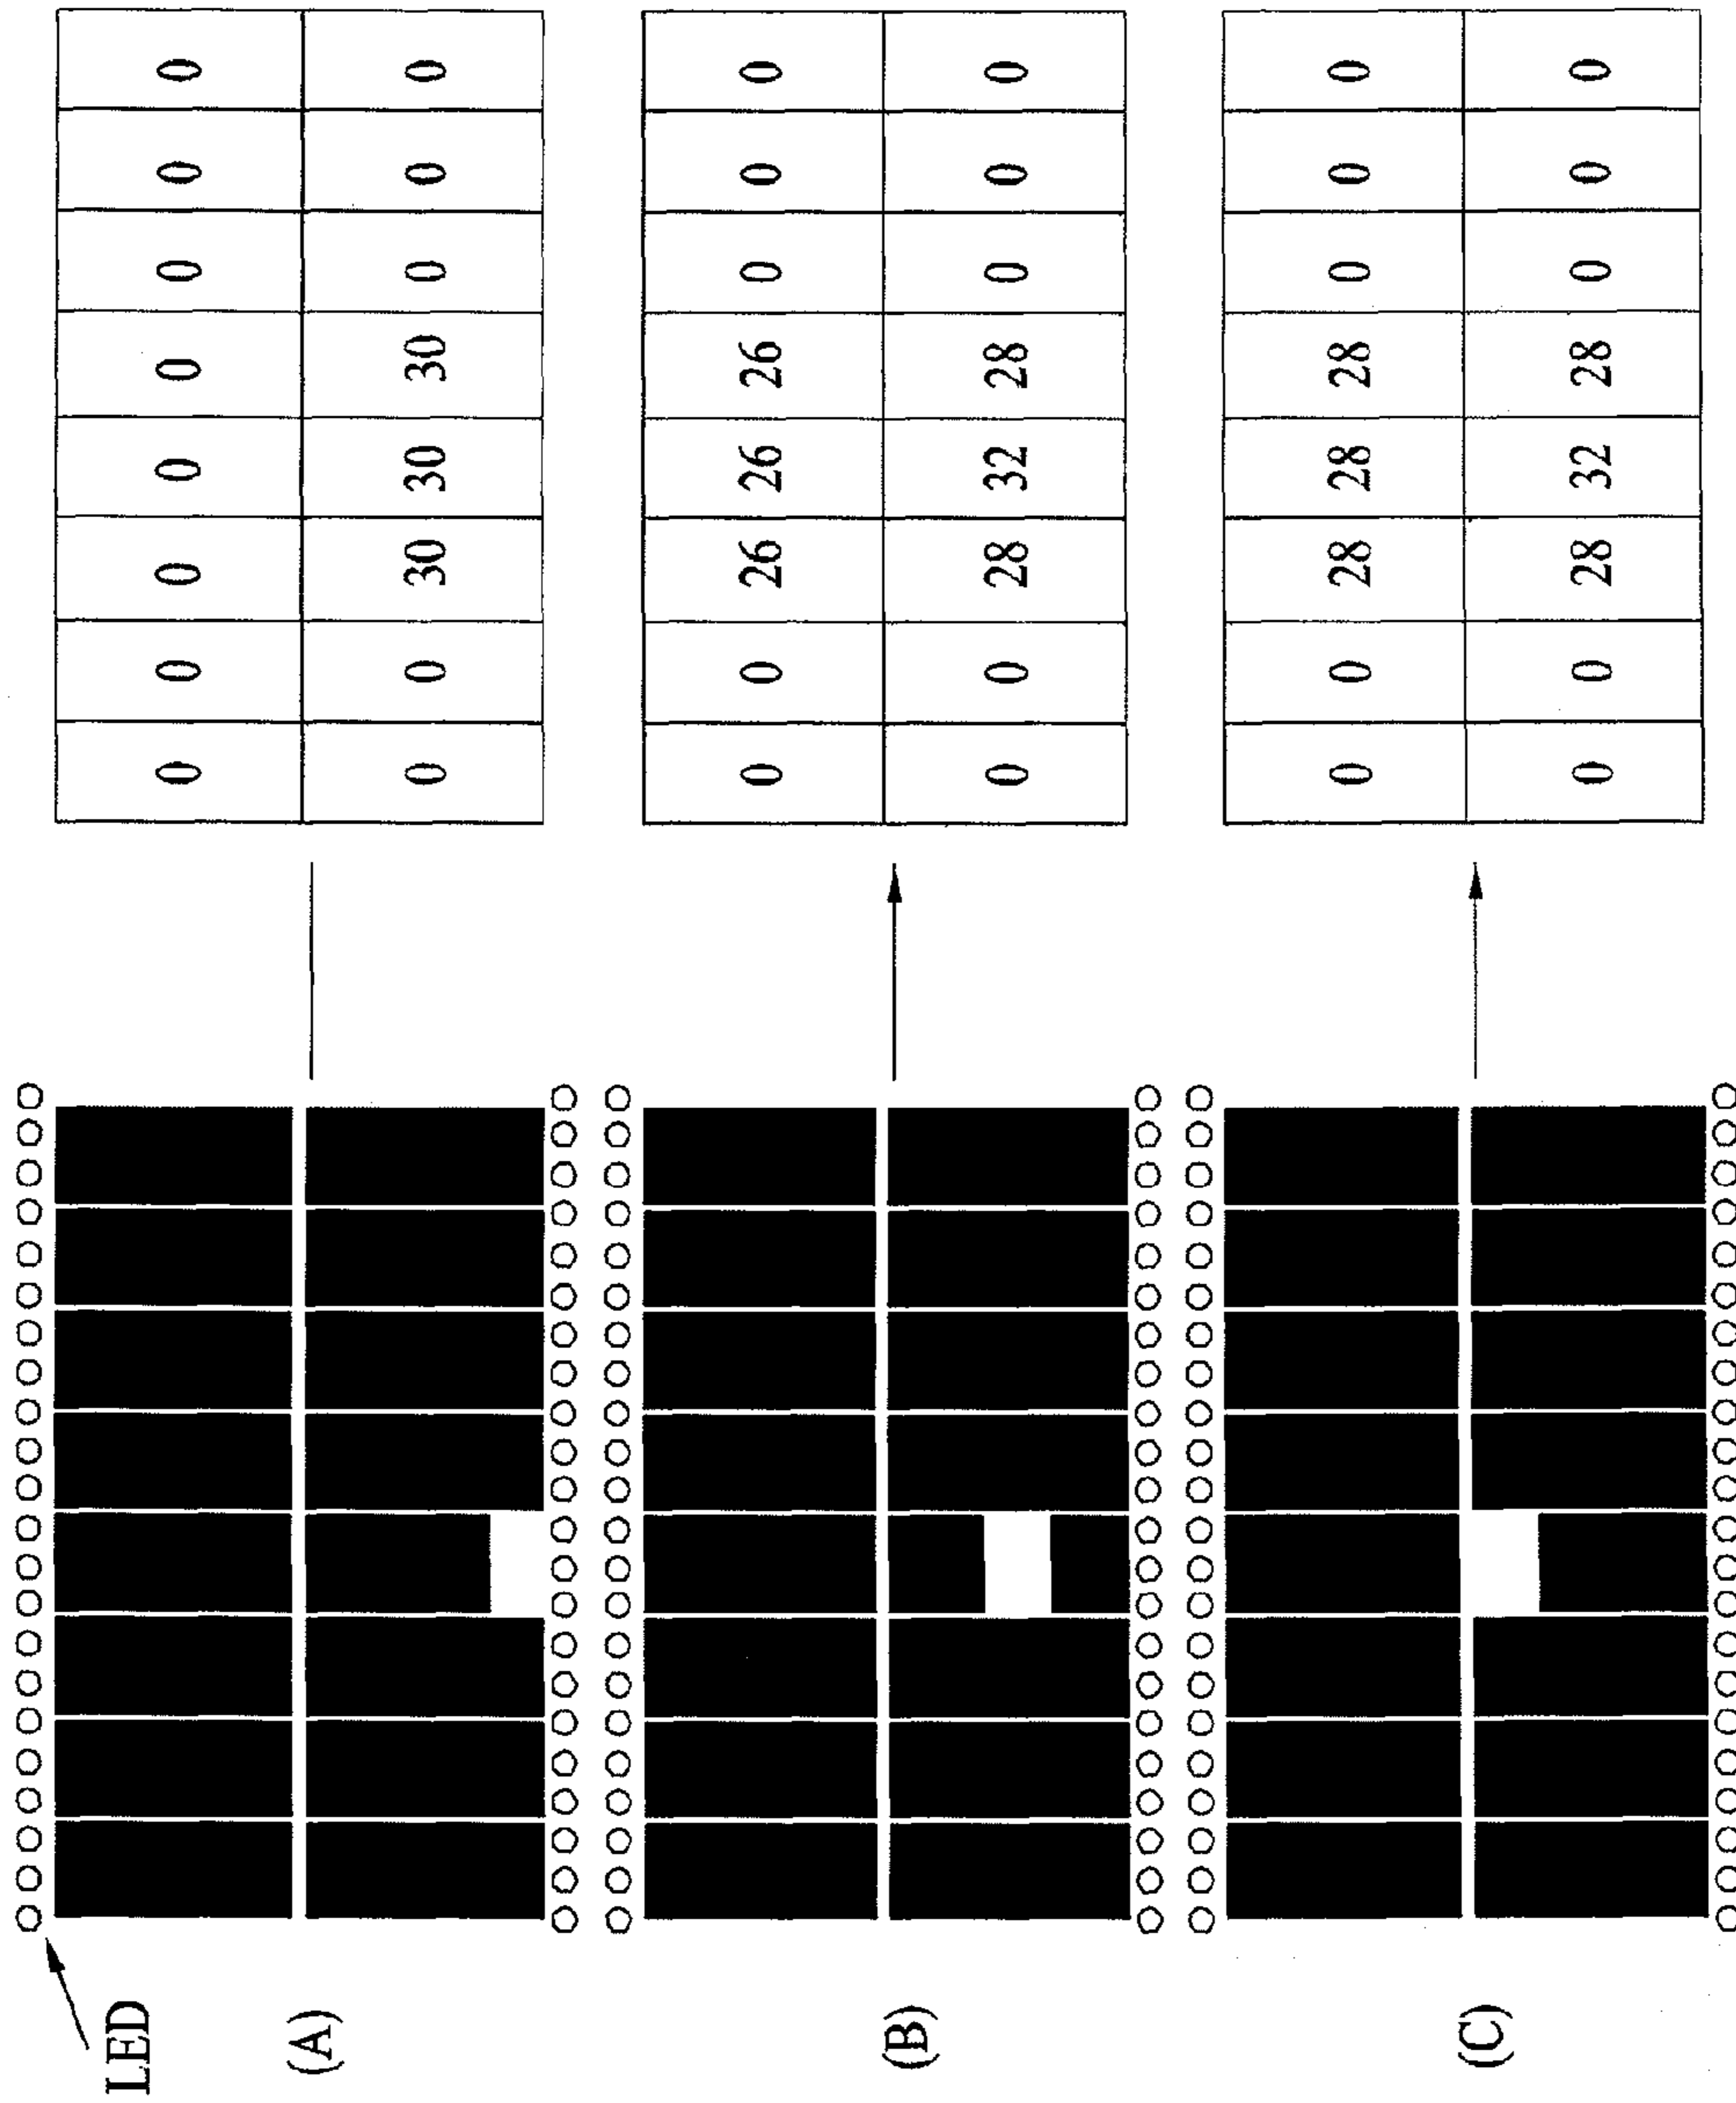 LED
0 0 0 0 0 0 0 0
(A)
0 0 30 30 30 0 0 0
0 0 26 26 26 0 0 0
(B)
0 0 28 32 28 0 0 0
0 0 28 28 28 0 0 0
(C)
0 0 28 32 28 0 0 0